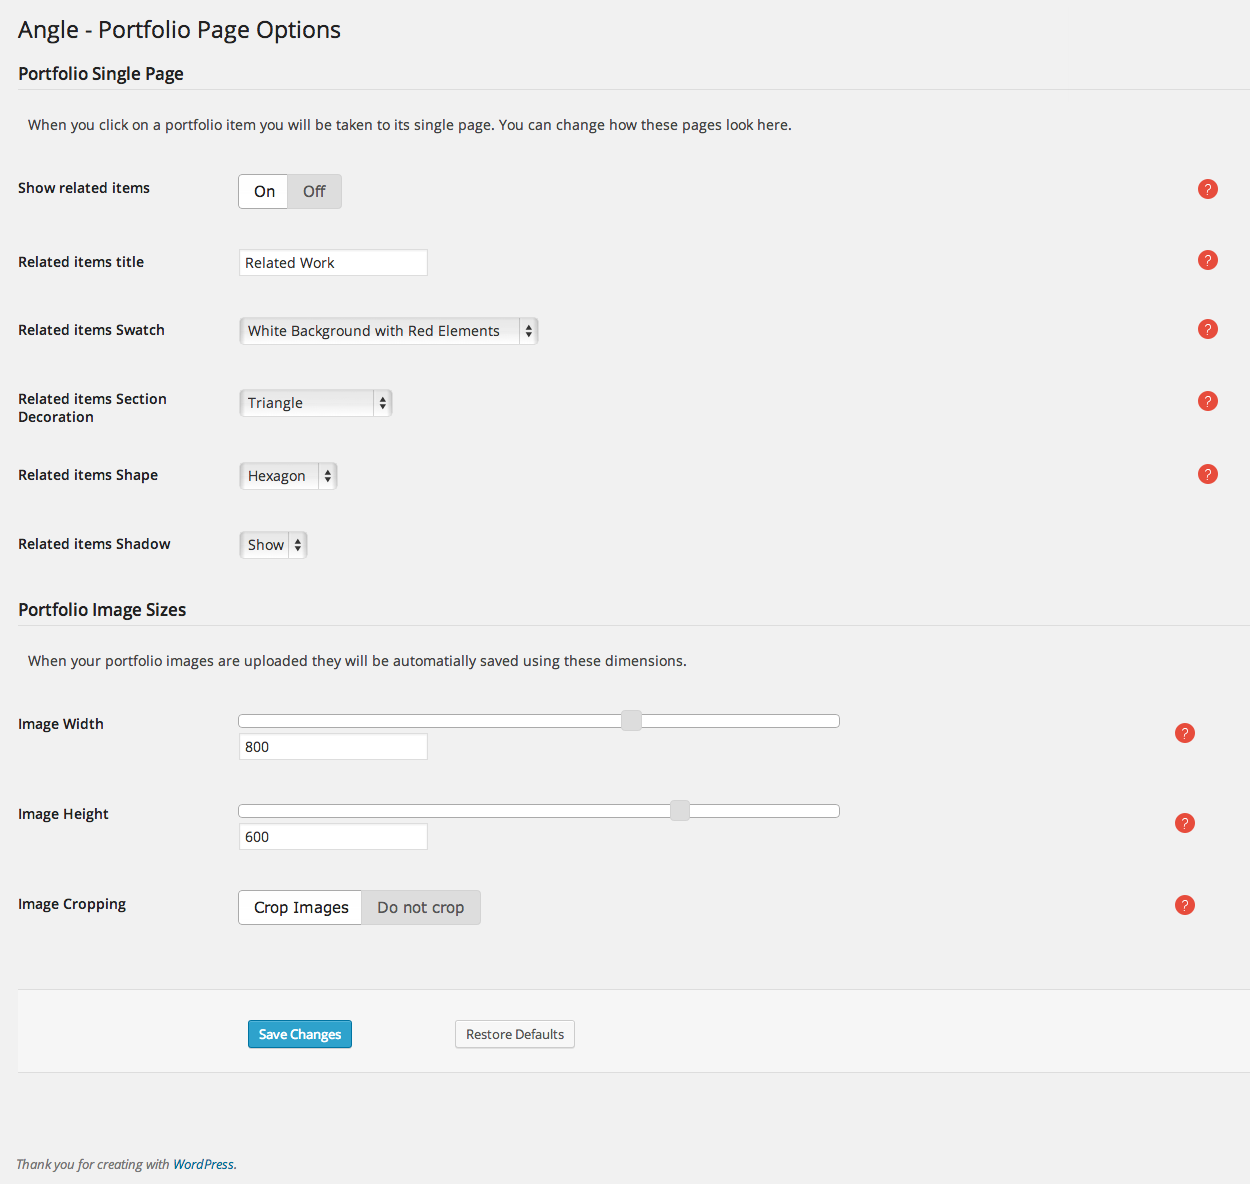 Angle - Portfolio Page Options
Portfolio Single Page
When you click on a portfolio item you will be taken to its single page. You can change how these pages look here.
Show related items
On Off
?
Related items title
Related Work
?
Related items Swatch
White Background with Red Elements
?
Related items Section
Decoration
Triangle
?
Related items Shape
Hexagon
?
Related items Shadow
Show
Portfolio Image Sizes
When your portfolio images are uploaded they will be automatially saved using these dimensions.
Image Width
800
?
Image Height
600
?
Image Cropping
Crop Images Do not crop
?
Save Changes Restore Defaults
Thank you for creating with WordPress.